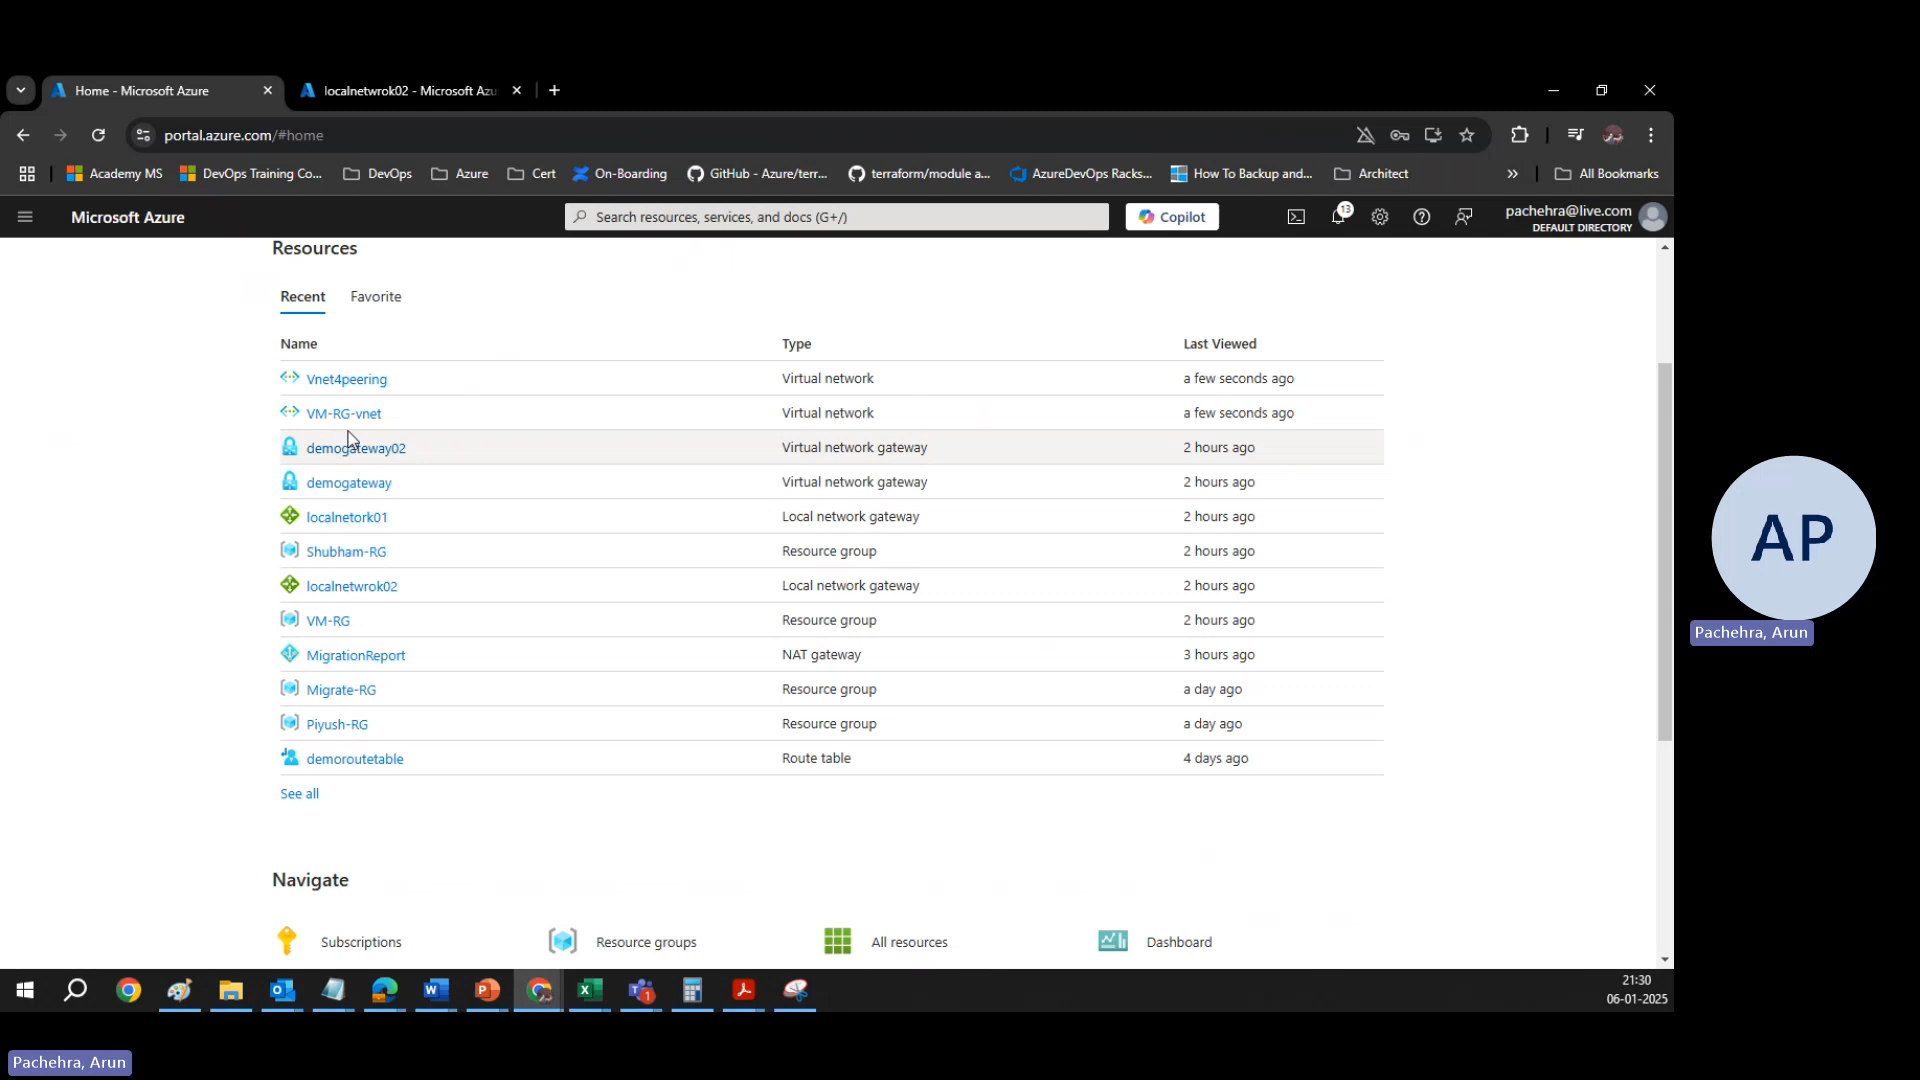 Home - Microsoft Azure
localnetwrok02 - Microsoft Azu
portal.azure.com/#home
Academy MS
DevOps Training Co...
DevOps
Azure
Cert
On-Boarding
GitHub - Azure/terr...
terraform/module a...
AzureDevOps Racks...
How To Backup and...
Architect
All Bookmarks
Microsoft Azure
Search resources, services, and docs (G+/)
Copilot
13
pachehra@live.com
DEFAULT DIRECTORY
Resources
Recent Favorite
Name Type Last Viewed
Vnet4peering Virtual network a few seconds ago
VM-RG-vnet Virtual network a few seconds ago
demogateway02 Virtual network gateway 2 hours ago
demogateway Virtual network gateway 2 hours ago
localnetork01 Local network gateway 2 hours ago
Shubham-RG Resource group 2 hours ago
localnetwrok02 Local network gateway 2 hours ago
VM-RG Resource group 2 hours ago
MigrationReport NAT gateway 3 hours ago
Migrate-RG Resource group a day ago
Piyush-RG Resource group a day ago
demoroutetable Route table 4 days ago
See all
Navigate
Subscriptions Resource groups All resources Dashboard
21:30
06-01-2025
AP
Pachehra, Arun
Pachehra, Arun